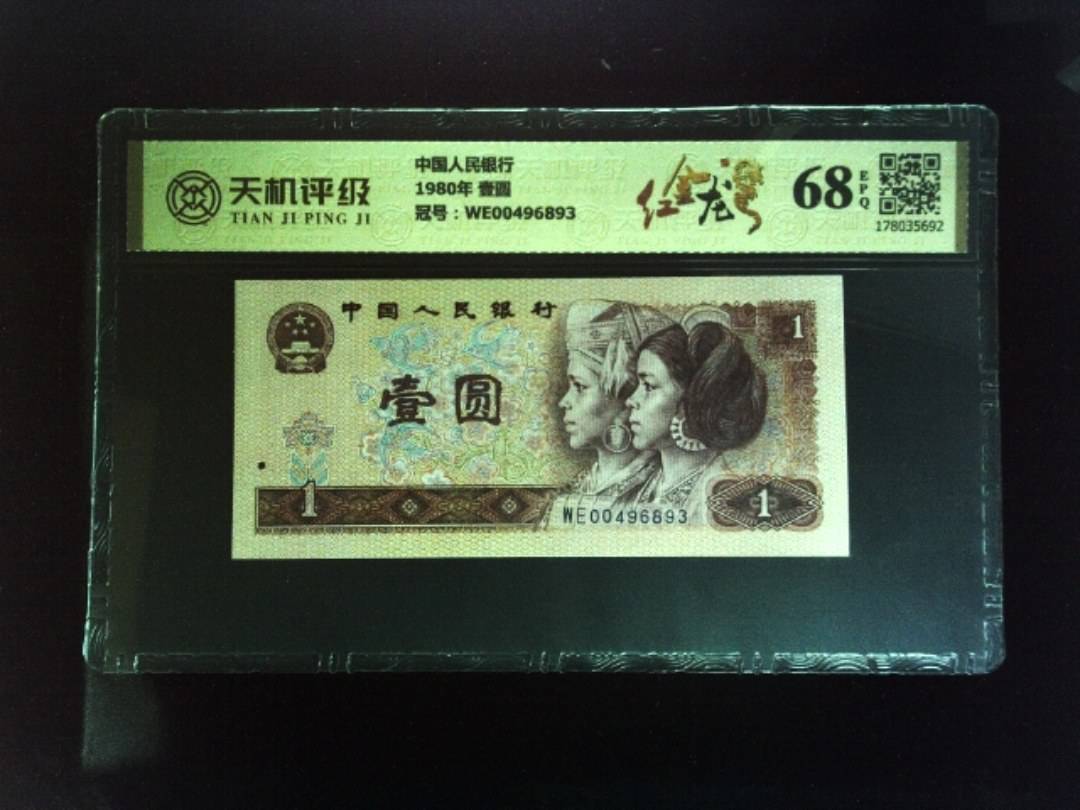 天机评级
TIAN JI PING JI
中国人民银行
1980年 壹圆
冠号：WE00496893
红金龙
68
EPQ
178035692
中国人民银行
1
壹圆
1
WE00496893
1